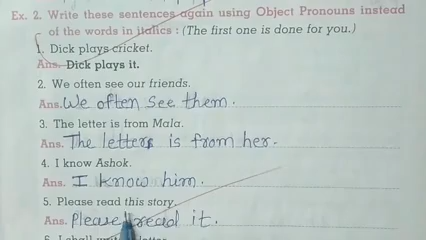 Ex. 2. Write these sentences again using Object Pronouns instead
of the words in italics : (The first one is done for you.)
1. Dick plays cricket.
Ans. Dick plays it.
2. We often see our friends.
Ans. We often see them.
3. The letter is from Mala.
Ans. The letters is from her.
4. I know Ashok.
Ans. I know him.
5. Please read this story.
Ans. Please read it.
6. I shall